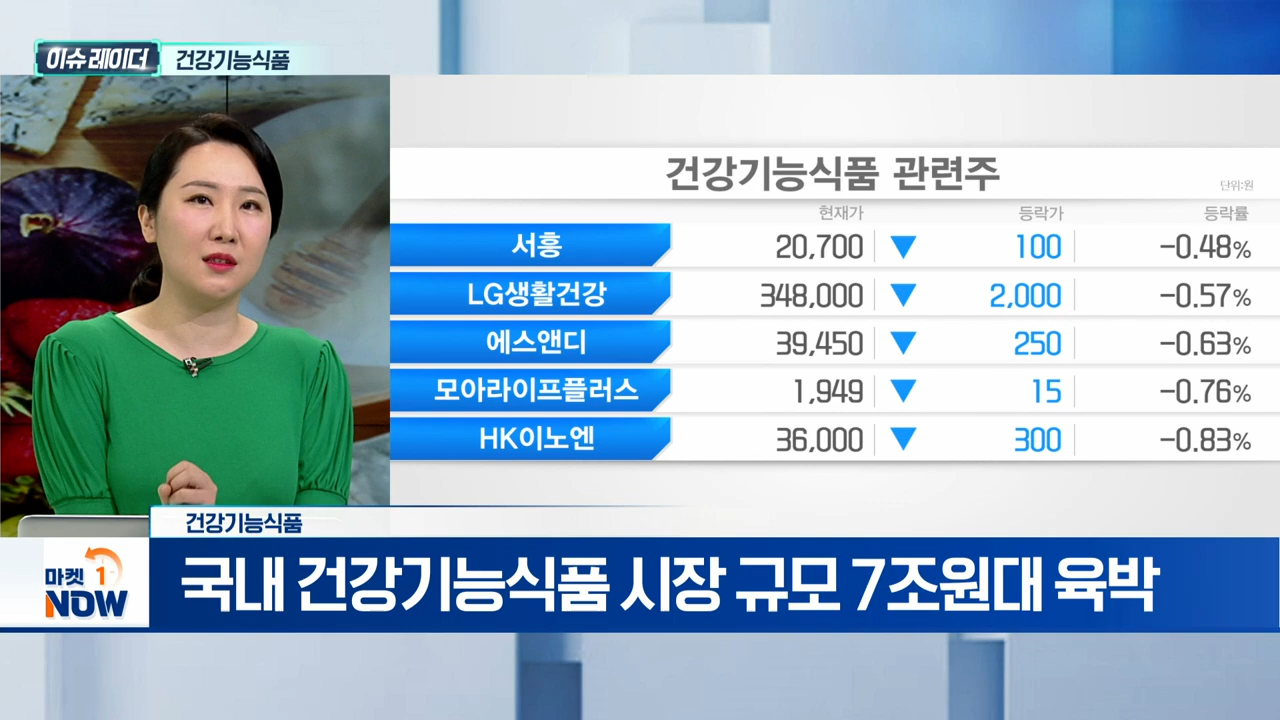 이슈 레이더 건강기능식품
건강기능식품 관련주
단위:원
현재가 등락가 등락률
서흥 20,700 ▼ 100 -0.48%
LG생활건강 348,000 ▼ 2,000 -0.57%
에스앤디 39,450 ▼ 250 -0.63%
모아라이프플러스 1,949 ▼ 15 -0.76%
HK이노엔 36,000 ▼ 300 -0.83%
건강기능식품
마켓 1
NOW
국내 건강기능식품 시장 규모 7조원대 육박